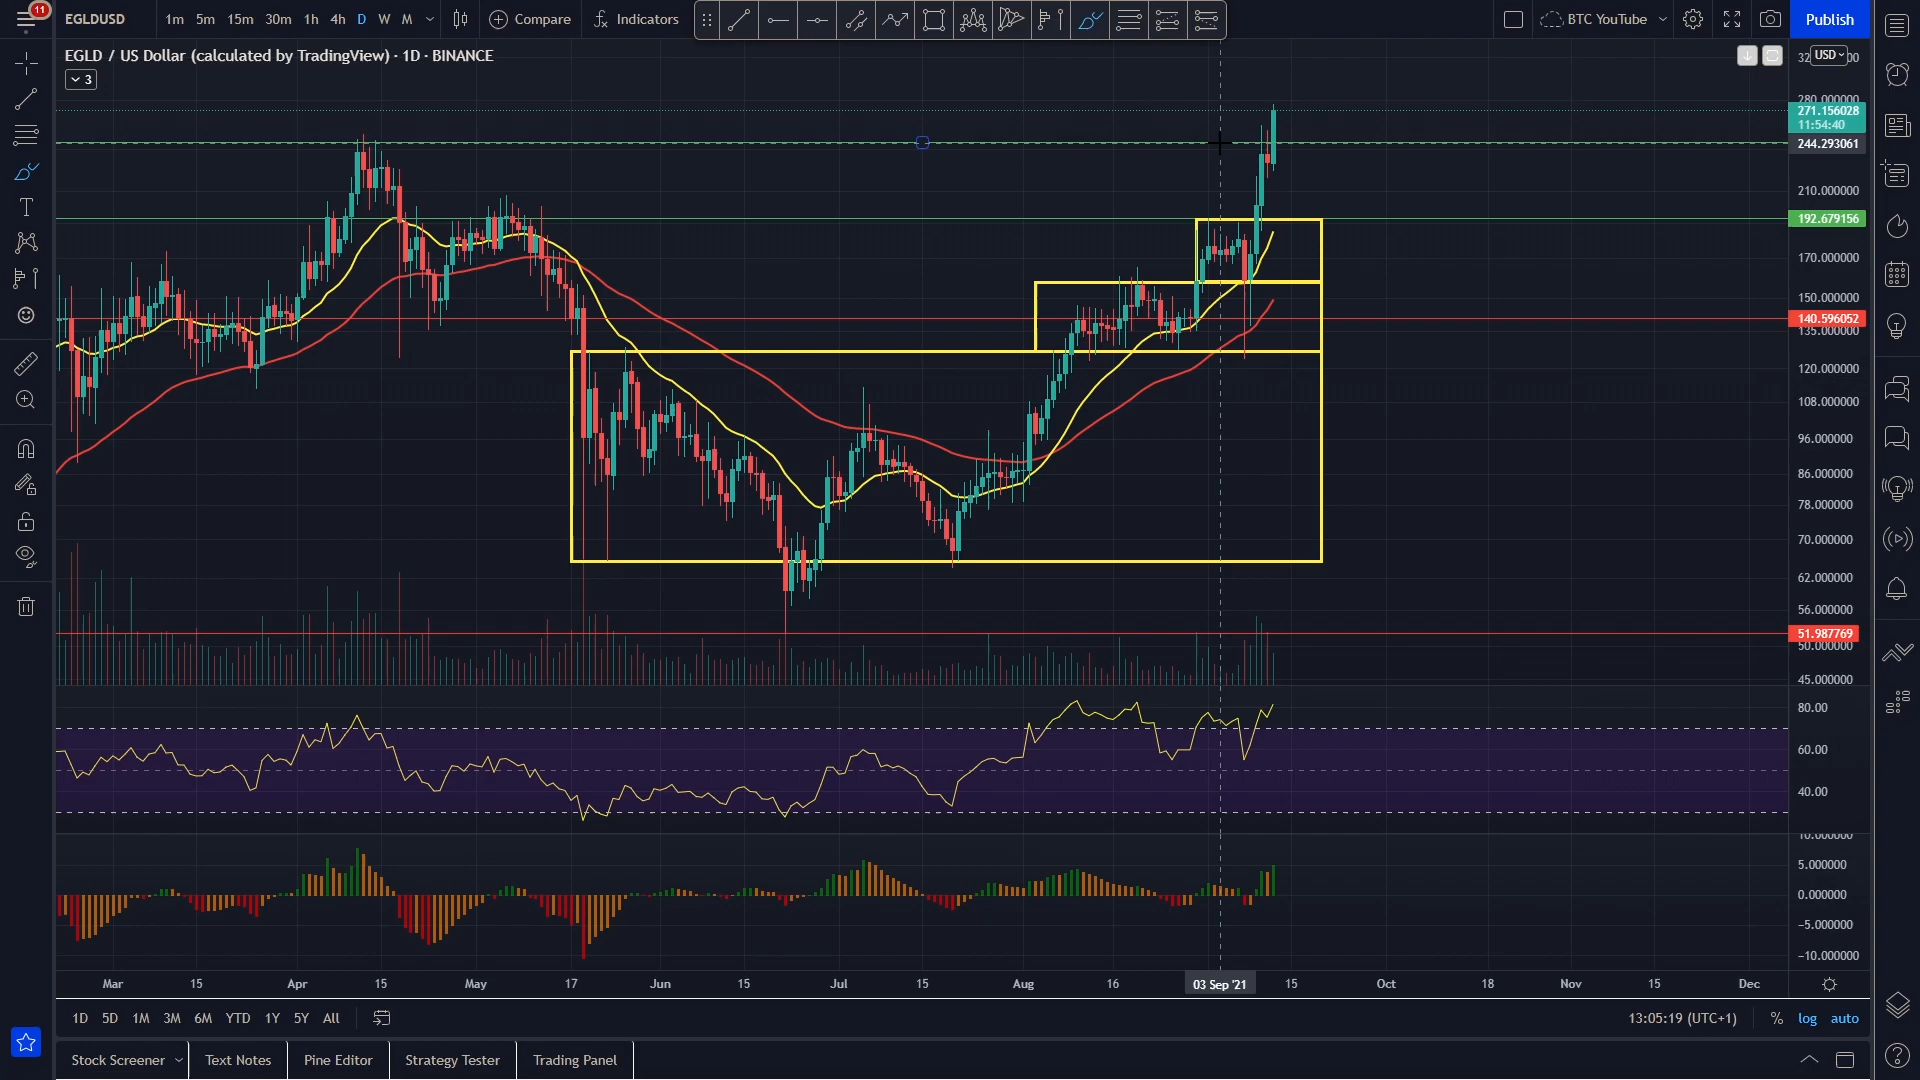 11
EGLDUSD
1m 5m 15m 30m 1h 4h D W M
Compare
Indicators
BTC YouTube
Publish
EGLD / US Dollar (calculated by TradingView) · 1D · BINANCE
3
USD
280.000000
271.156028
11:54:40
244.293061
210.000000
192.679156
170.000000
150.000000
140.596052
135.000000
120.000000
108.000000
96.000000
86.000000
78.000000
70.000000
62.000000
56.000000
51.987769
50.000000
45.000000
80.00
60.00
40.00
10.000000
5.000000
0.000000
−5.000000
−10.000000
Mar 15 Apr 15 May 17 Jun 15 Jul 15 Aug 16 03 Sep '21 15 Oct 18 Nov 15 Dec
1D 5D 1M 3M 6M YTD 1Y 5Y All
13:05:19 (UTC+1) % log auto
Stock Screener Text Notes Pine Editor Strategy Tester Trading Panel